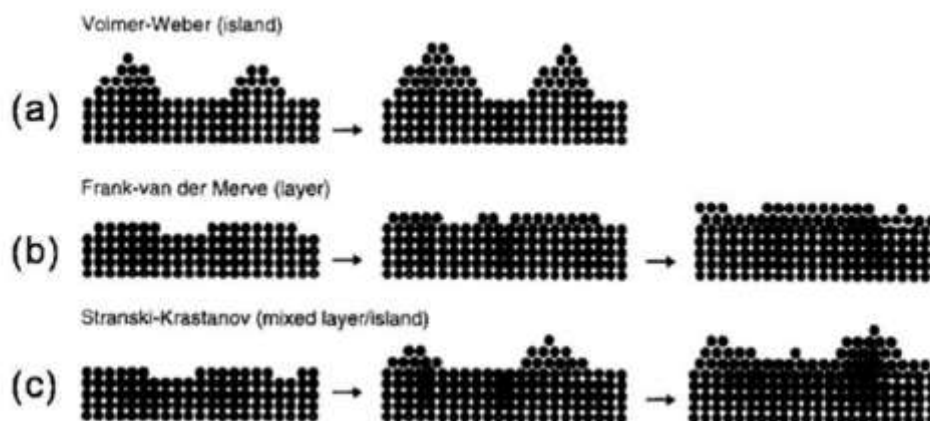 Volmer-Weber (island)
(a)
Frank-van der Merve (layer)
(b)
Stranski-Krastanov (mixed layer/island)
(c)